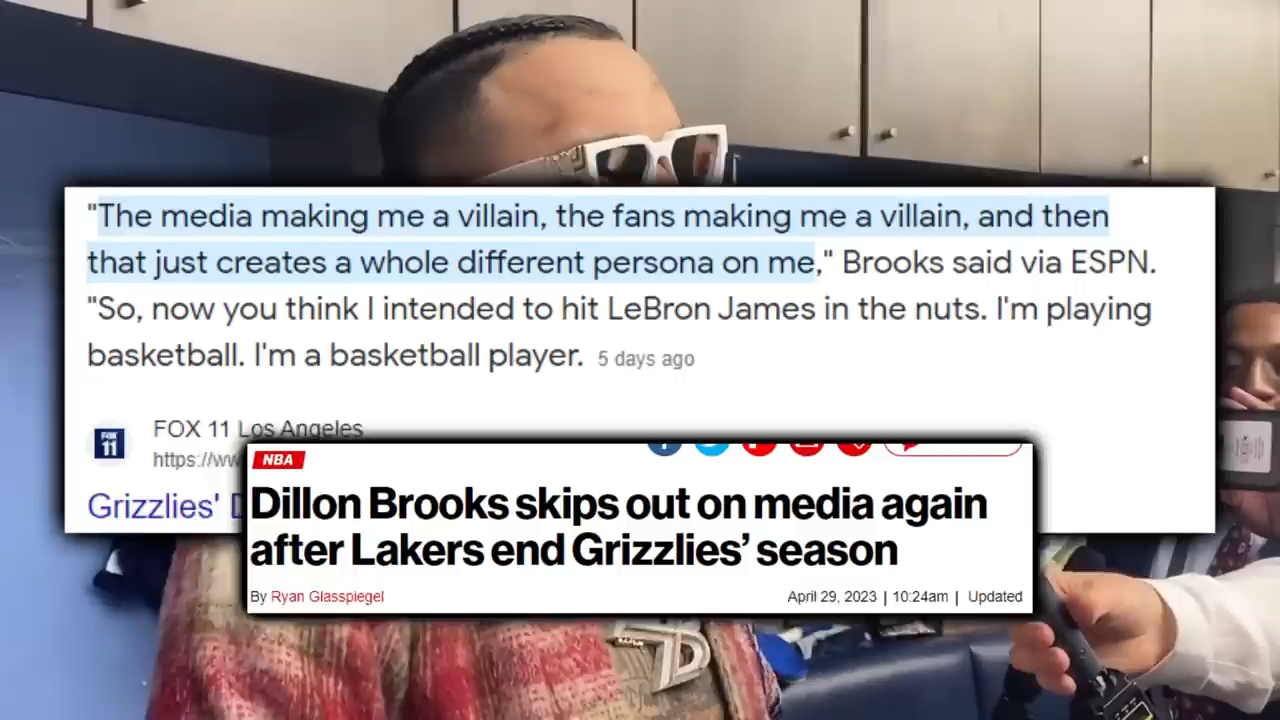 "The media making me a villain, the fans making me a villain, and then
that just creates a whole different persona on me," Brooks said via ESPN.
"So, now you think I intended to hit LeBron James in the nuts. I'm playing
basketball. I'm a basketball player. 5 days ago
FOX 11
FOX 11 Los Angeles
https://ww
Grizzlies' D
NBA
Dillon Brooks skips out on media again
after Lakers end Grizzlies’ season
By Ryan Glasspiegel
April 29, 2023 | 10:24am | Updated